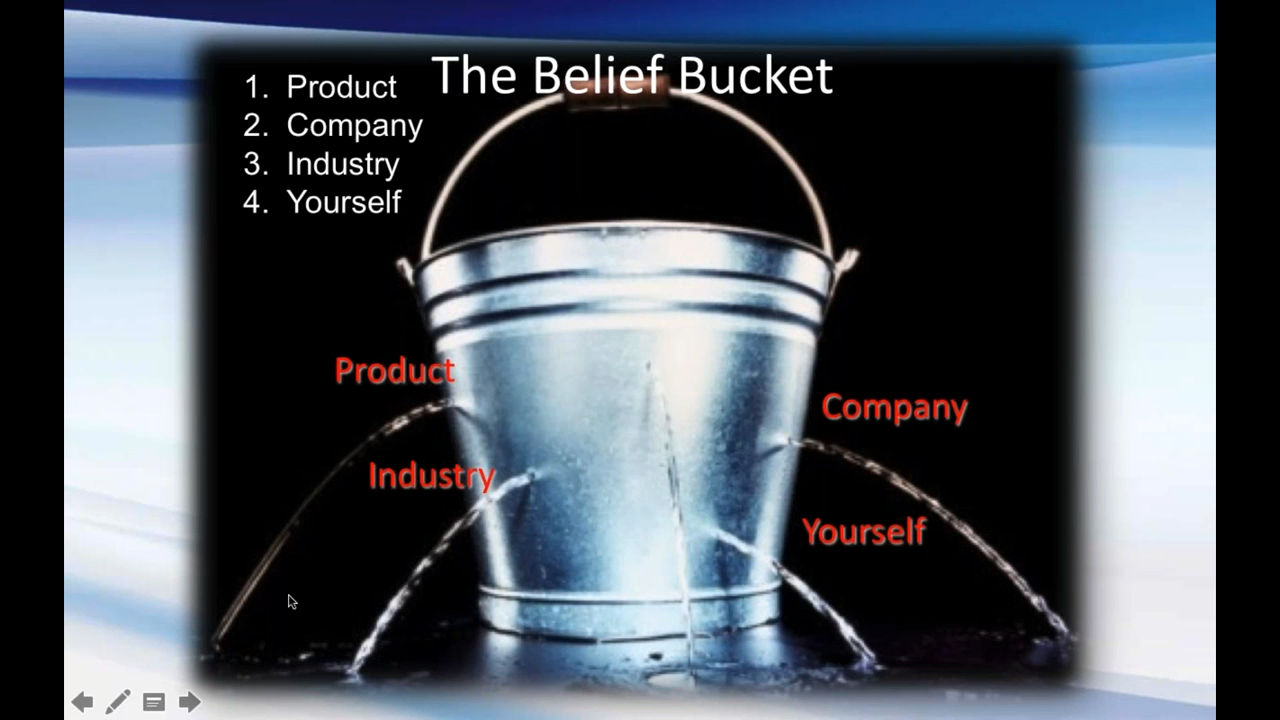 The Belief Bucket
1. Product
2. Company
3. Industry
4. Yourself
Product
Company
Industry
Yourself